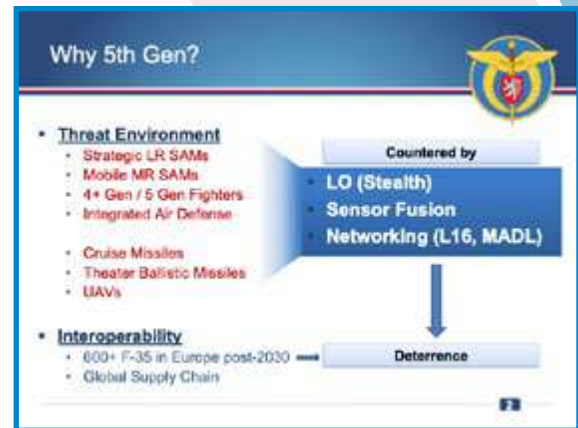 Why 5th Gen?
Threat Environment
Strategic LR SAMs
Mobile MR SAMs
4+ Gen / 5 Gen Fighters
Integrated Air Defense
Cruise Missiles
Theater Ballistic Missiles
UAVs
Countered by
LO (Stealth)
Sensor Fusion
Networking (L16, MADL)
Interoperability
600+ F-35 in Europe post-2030
Global Supply Chain
Deterrence
2